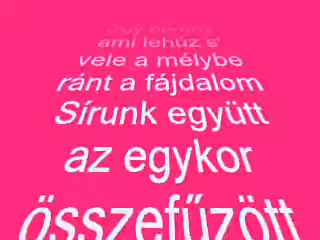 ami lehúz s'
vele a mélybe
ránt a fájdalom
Sírunk együtt
az egykor
összefűzött